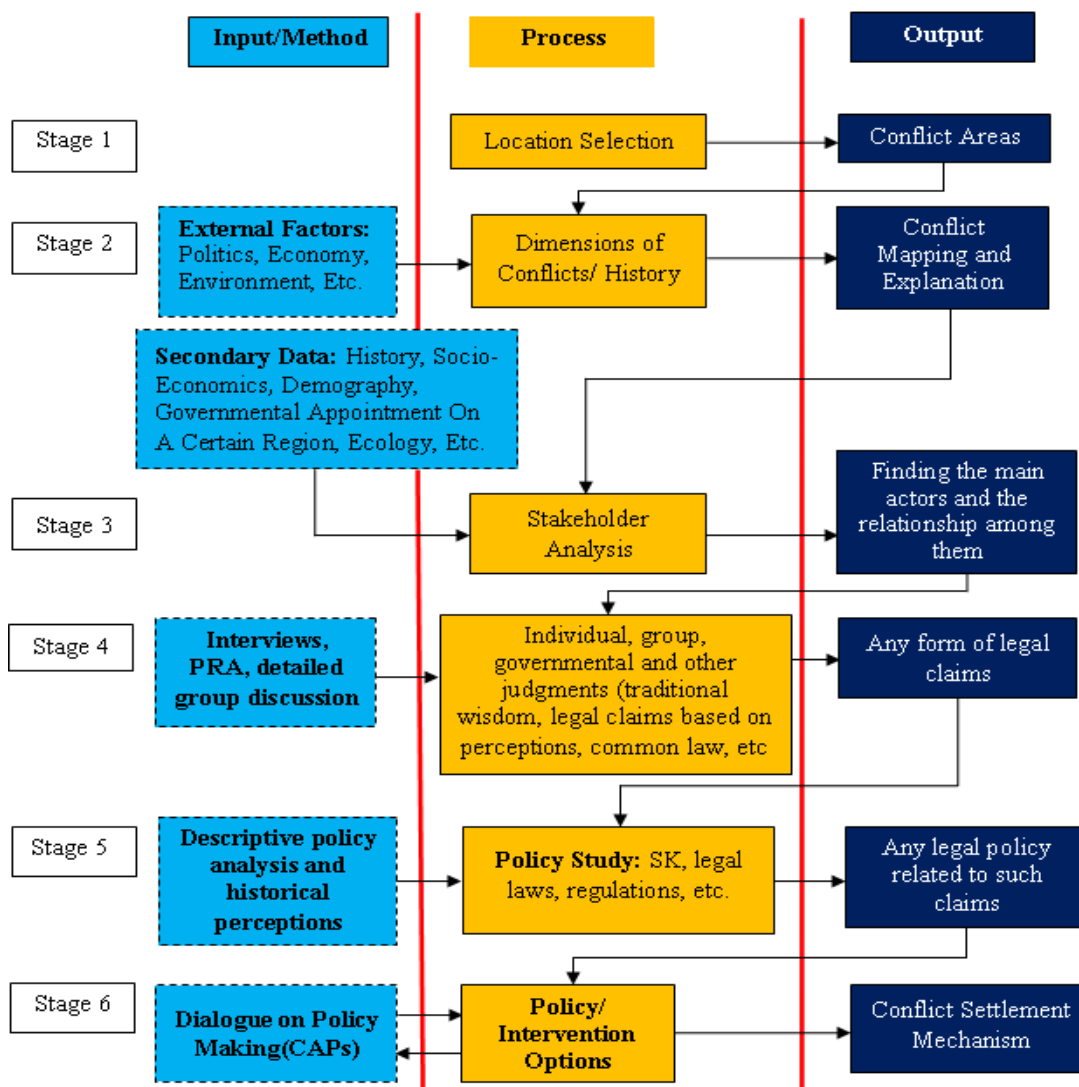 Input/Method
Process
Output
Stage 1
Location Selection
Conflict Areas
Stage 2
External Factors:
Politics, Economy,
Environment, Etc.
Dimensions of
Conflicts/ History
Conflict
Mapping and
Explanation
Secondary Data: History, Socio-
Economics, Demography,
Governmental Appointment On
A Certain Region, Ecology, Etc.
Stage 3
Stakeholder
Analysis
Finding the main
actors and the
relationship among
them
Stage 4
Interviews,
PRA, detailed
group discussion
Individual, group,
governmental and other
judgments (traditional
wisdom, legal claims based on
perceptions, common law, etc
Any form of legal
claims
Stage 5
Descriptive policy
analysis and
historical
perceptions
Policy Study: SK, legal
laws, regulations, etc.
Any legal policy
related to such
claims
Stage 6
Dialogue on Policy
Making(CAPs)
Policy/
Intervention
Options
Conflict Settlement
Mechanism